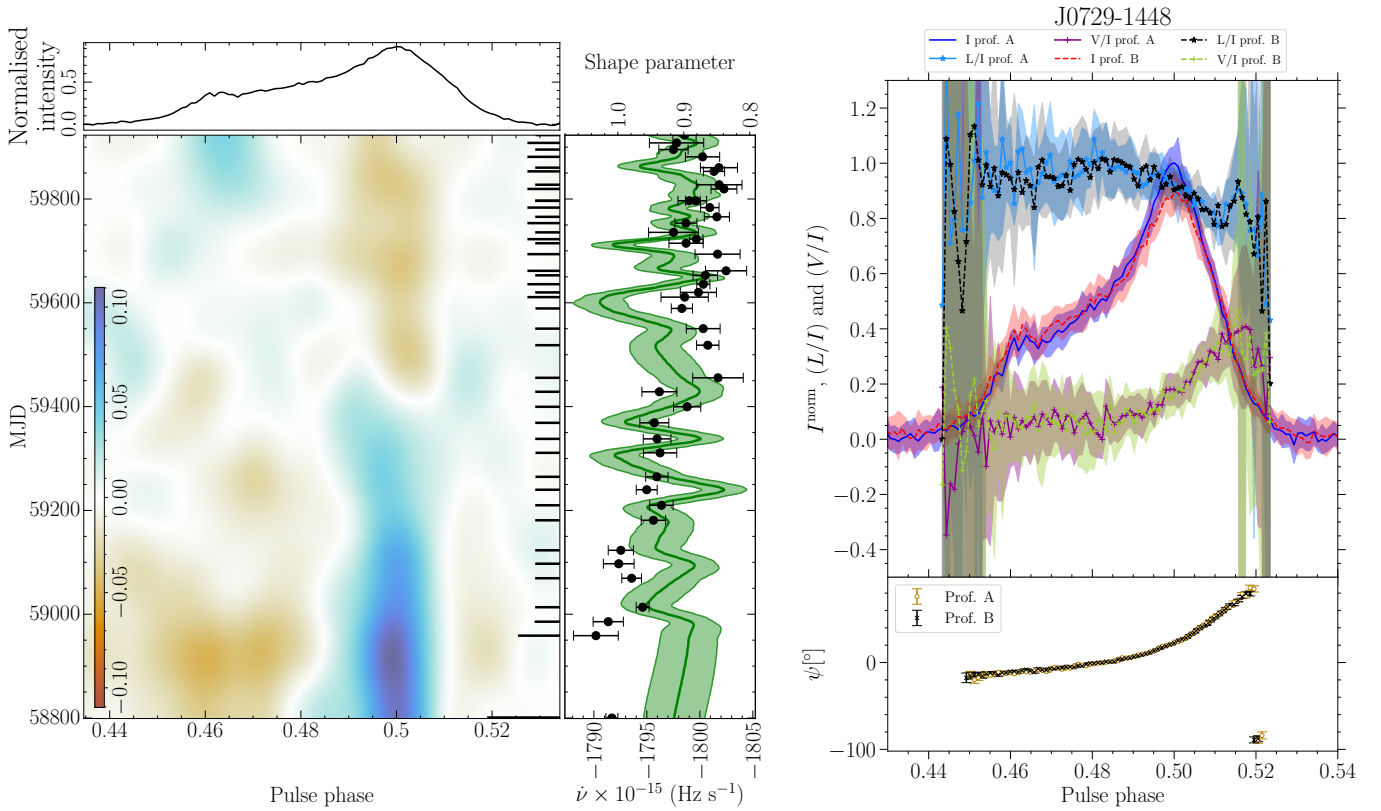 J0729-1448
I prof. A
V/I prof. A
L/I prof. B
L/I prof. A
I prof. B
V/I prof. B
Normalised
intensity
0.5
0.0
Shape parameter
1.0 0.9 0.8
MJD
59800
59600
59400
59200
59000
58800
0.10
0.05
0.00
−0.05
−0.10
0.44 0.46 0.48 0.5 0.52
Pulse phase
−1790 −1795 −1800 −1805
ν̇ × 10⁻¹⁵ (Hz s⁻¹)
I^norm, (L/I) and (V/I)
1.2
1.0
0.8
0.6
0.4
0.2
0.0
−0.2
−0.4
Prof. A
Prof. B
ψ[°]
0
−100
0.44 0.46 0.48 0.50 0.52 0.54
Pulse phase